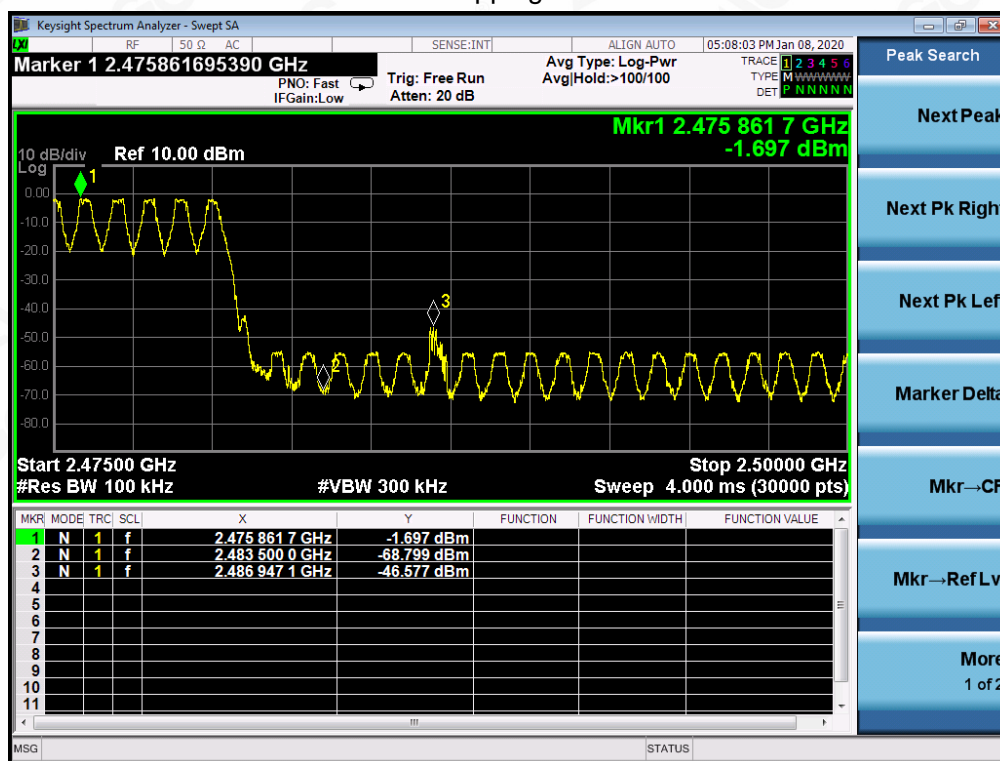 Keysight Spectrum Analyzer - Swept SA
LXI RF 50 Ω AC SENSE:INT ALIGN AUTO 05:08:03 PM Jan 08, 2020
Marker 1 2.475861695390 GHz
PNO: Fast
IFGain:Low
Trig: Free Run
Atten: 20 dB
Avg Type: Log-Pwr
Avg|Hold:>100/100
TRACE 1 2 3 4 5 6
TYPE M WWWWW
DET P N N N N N
Peak Search
Mkr1 2.475 861 7 GHz
-1.697 dBm
10 dB/div Ref 10.00 dBm
Log
0.00
-10.0
-20.0
-30.0
-40.0
-50.0
-60.0
-70.0
-80.0
1
2
3
Start 2.47500 GHz Stop 2.50000 GHz
#Res BW 100 kHz #VBW 300 kHz Sweep 4.000 ms (30000 pts)
MKR MODE TRC SCL X Y FUNCTION FUNCTION WIDTH FUNCTION VALUE
1 N 1 f 2.475 861 7 GHz -1.697 dBm
2 N 1 f 2.483 500 0 GHz -68.799 dBm
3 N 1 f 2.486 947 1 GHz -46.577 dBm
4
5
6
7
8
9
10
11
MSG STATUS
Next Peak
Next Pk Right
Next Pk Lef
Marker Delta
Mkr→CF
Mkr→Ref Lv
More
1 of 2